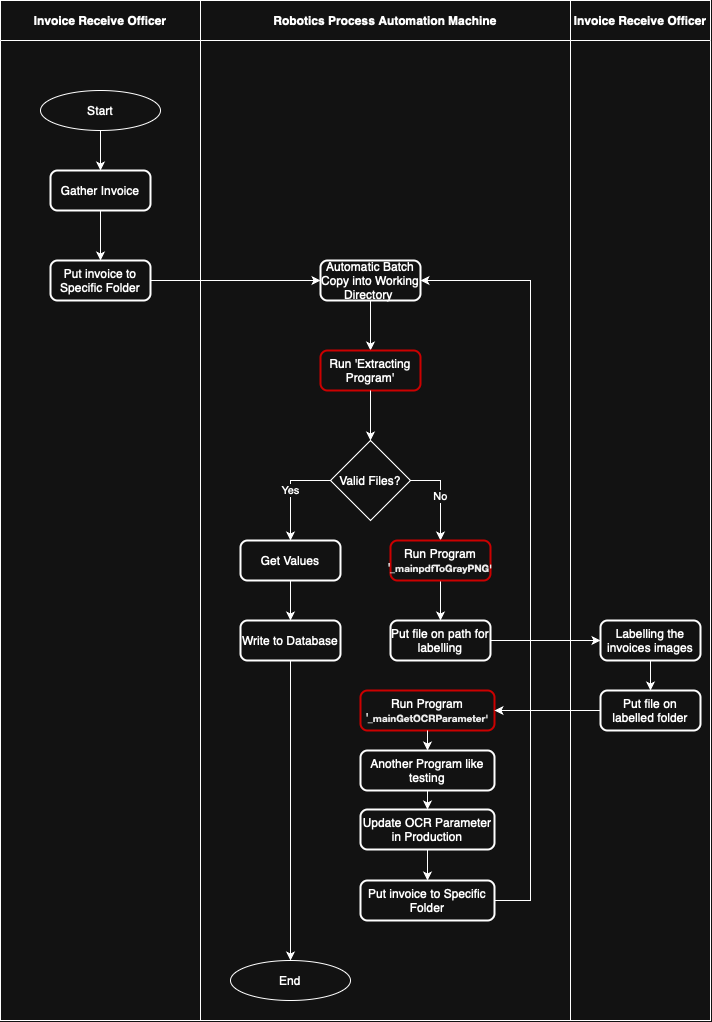 Invoice Receive Officer
Robotics Process Automation Machine
Invoice Receive Officer
Start
Gather Invoice
Put invoice to
Specific Folder
Automatic Batch
Copy into Working
Directory
Run 'Extracting
Program'
Valid Files?
Yes
No
Get Values
Run Program
'_mainpdfToGrayPNG'
Write to Database
Put file on path for
labelling
Labelling the
invoices images
Put file on
labelled folder
Run Program
'_mainGetOCRParameter'
Another Program like
testing
Update OCR Parameter
in Production
Put invoice to Specific
Folder
End